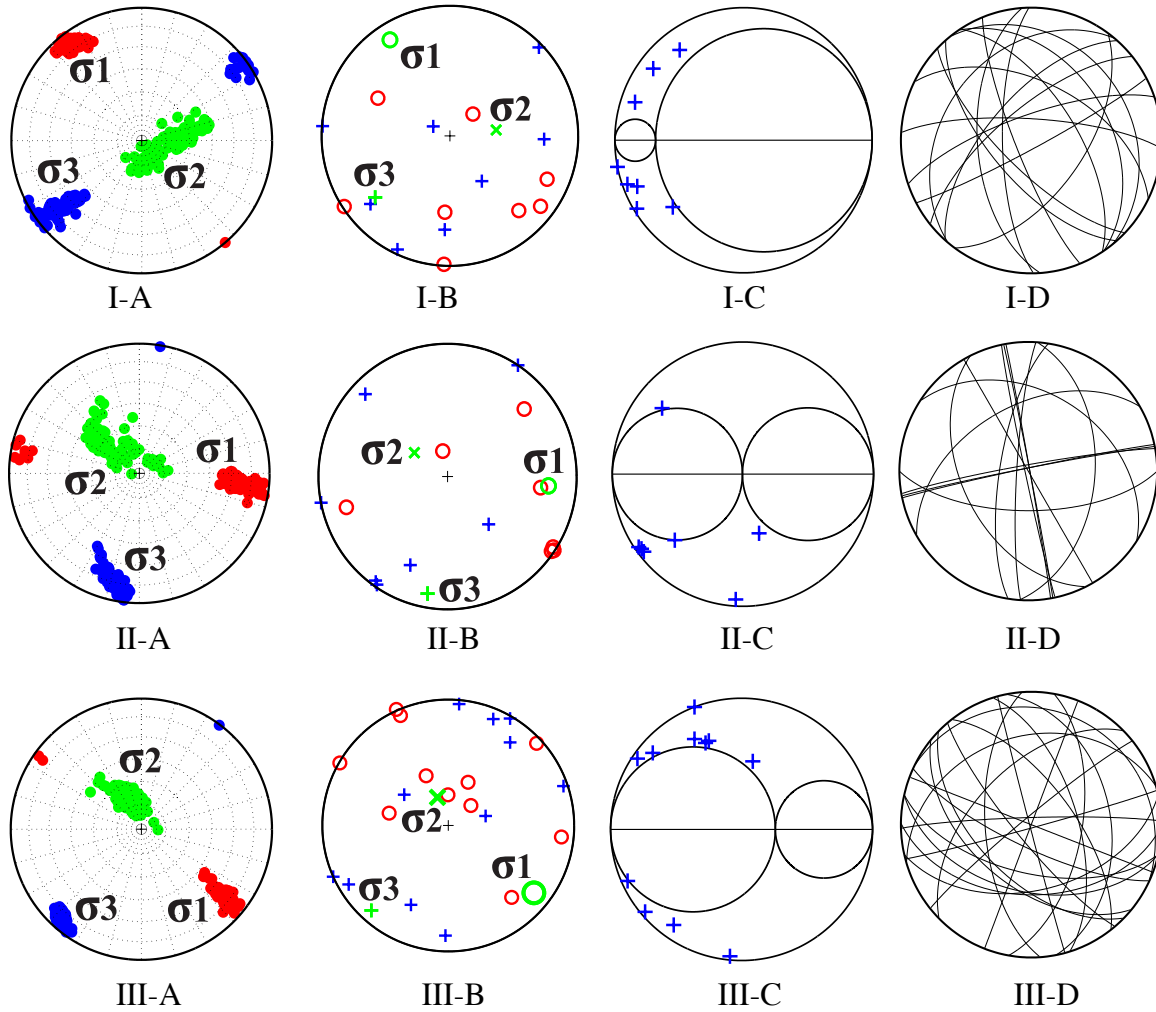 σ1
σ2
σ3
I-A
σ1
σ2
σ3
I-B
I-C
I-D
σ1
σ2
σ3
II-A
σ2
σ1
σ3
II-B
II-C
II-D
σ2
σ3
σ1
III-A
σ2
σ1
σ3
III-B
III-C
III-D